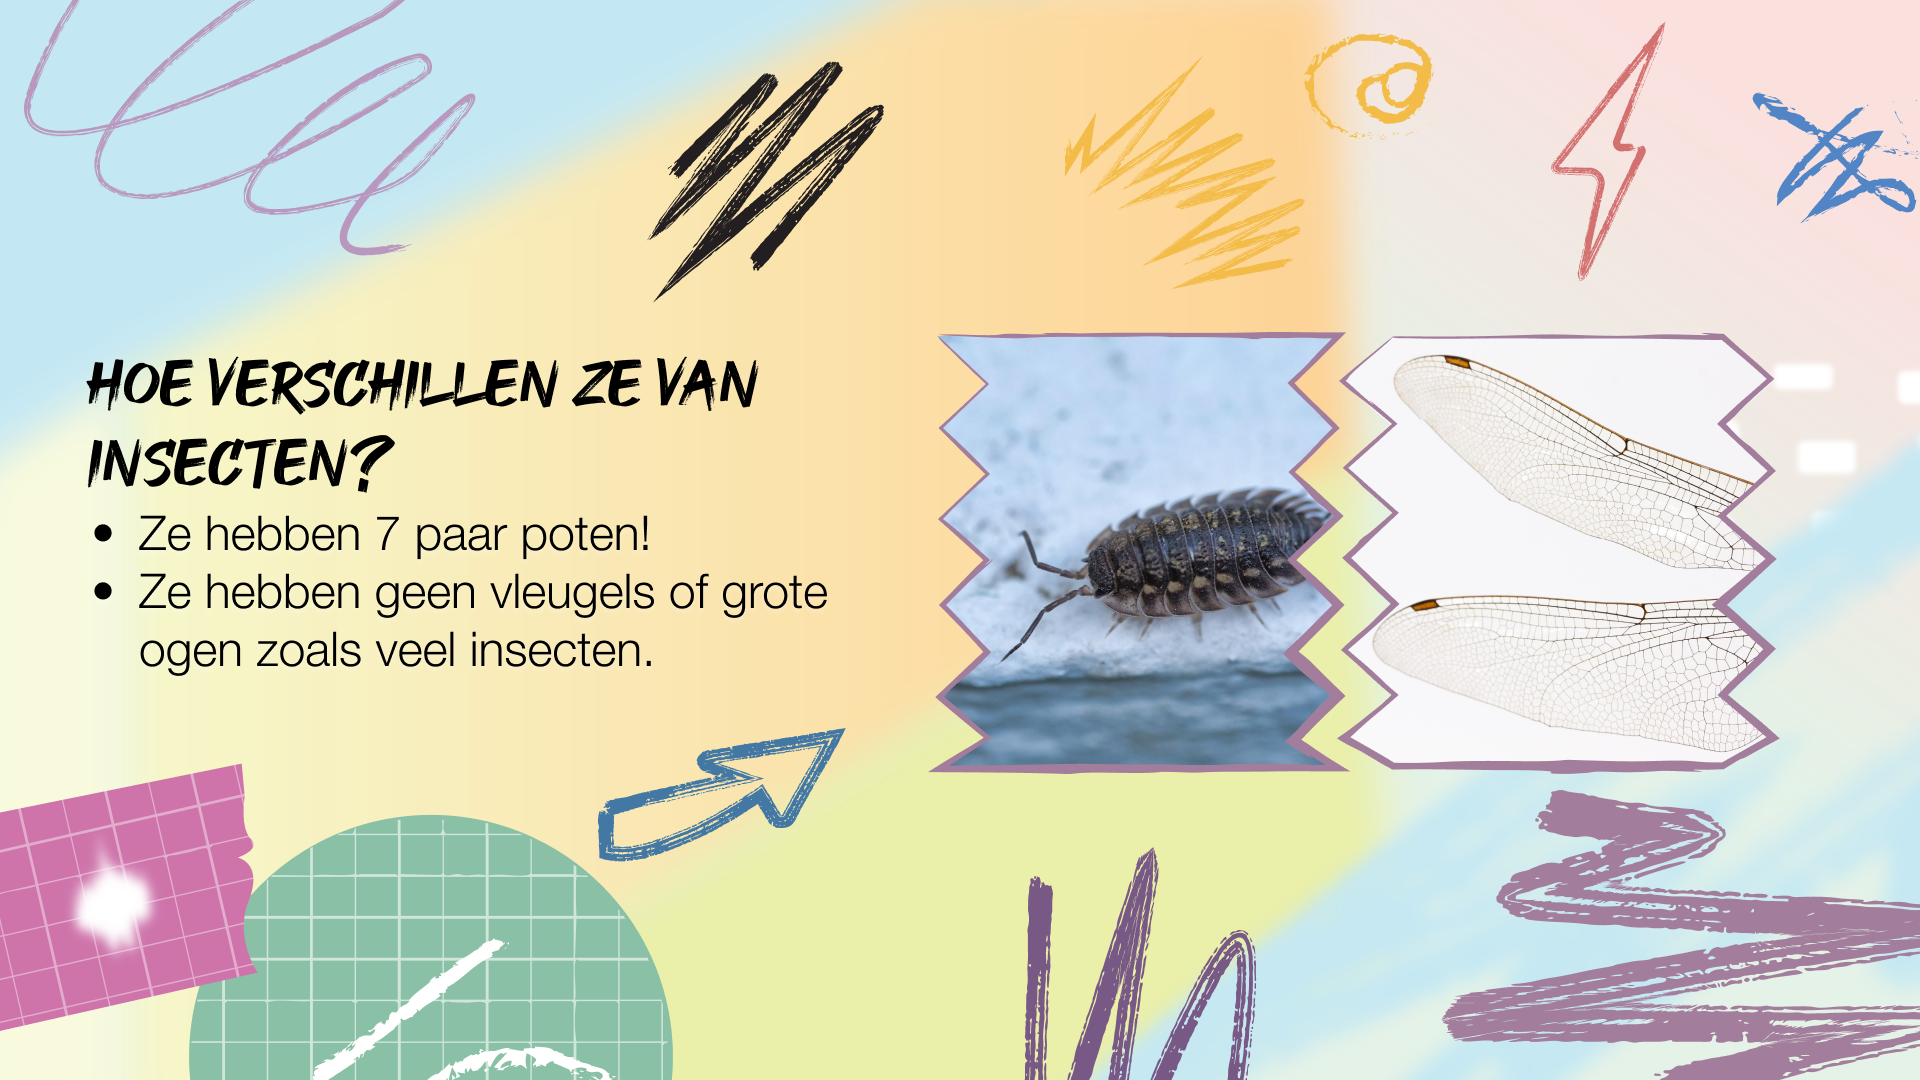 HOE VERSCHILLEN ZE VAN
INSECTEN?
• Ze hebben 7 paar poten!
• Ze hebben geen vleugels of grote
ogen zoals veel insecten.